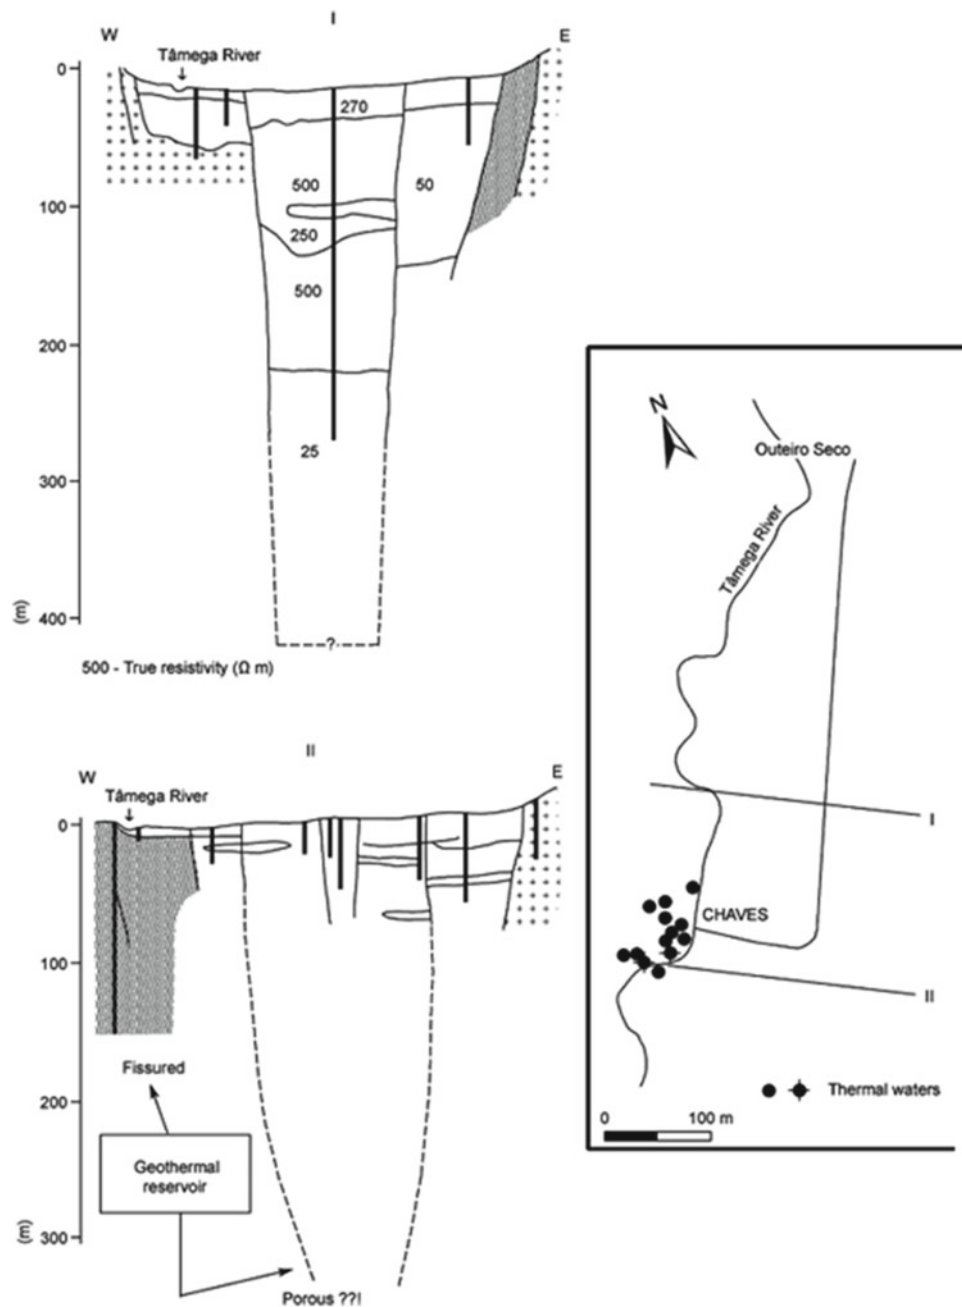 I
W
E
Tâmega River
0
270
500
50
100
250
500
200
25
300
(m)
400
?
500 - True resistivity (Ω m)
II
W
E
Tâmega River
0
100
Fissured
200
Geothermal
reservoir
(m)
300
Porous ??!
N
Outeiro Seco
Tâmega River
I
CHAVES
II
Thermal waters
0
100 m